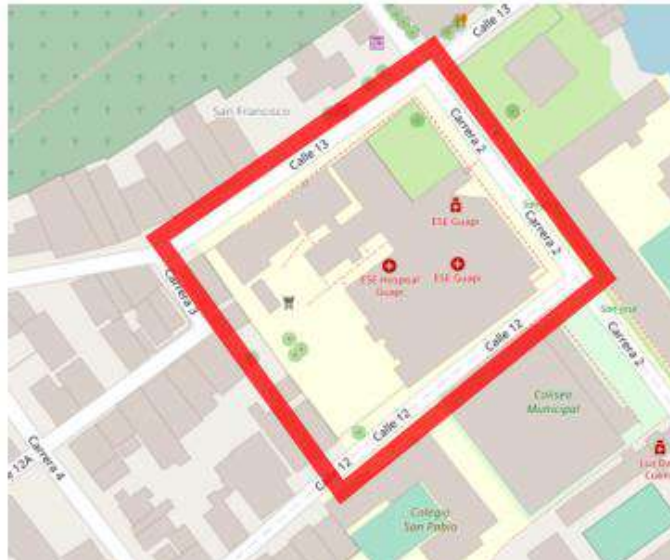 Calle 13
San Francisco
Calle 13
Carrera 2
ESE Guapi
Carrera 2
ESE Hospital
Guapi
ESE Guapi
Carrera 3
Calle 12
Carrera 2
Coliseo
Municipal
Calle 12
Carrera 4
12A
Calle 12
Colegio
San Pablo